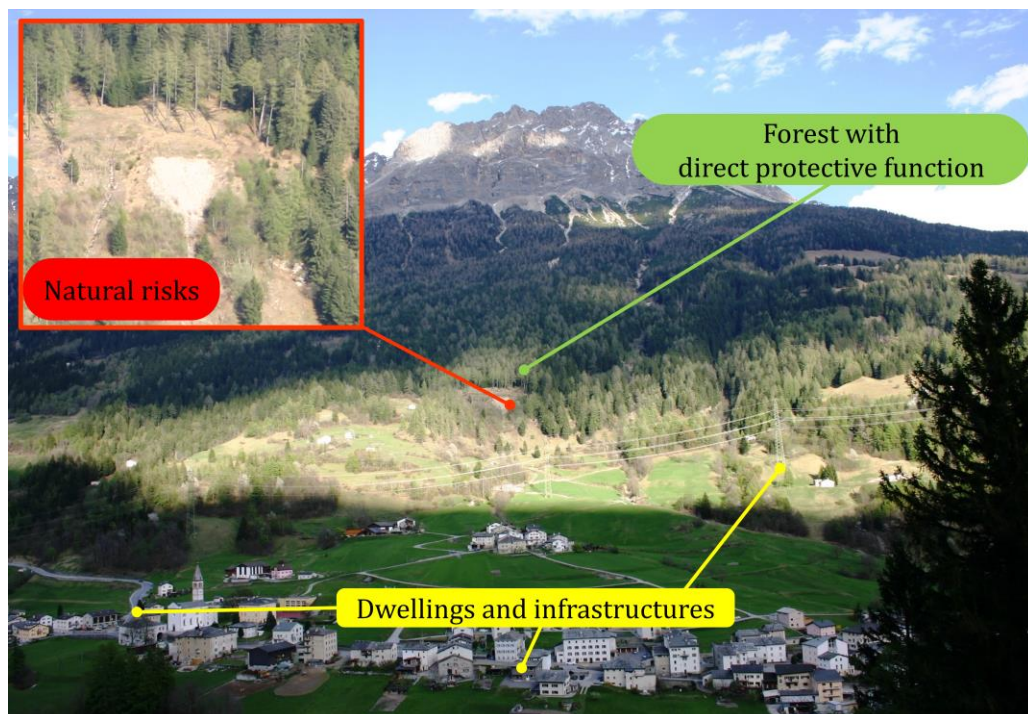 Natural risks
Forest with
direct protective function
Dwellings and infrastructures